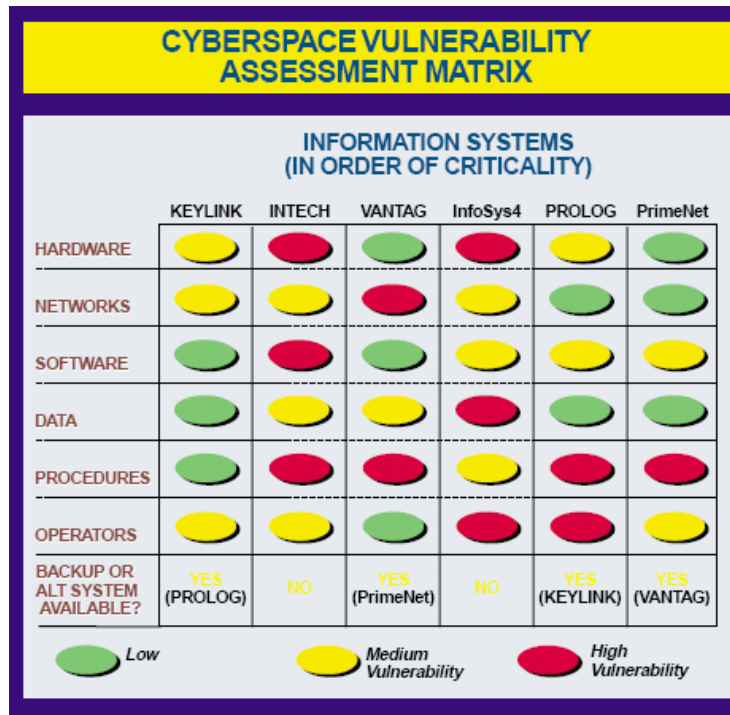 CYBERSPACE VULNERABILITY
ASSESSMENT MATRIX
INFORMATION SYSTEMS
(IN ORDER OF CRITICALITY)
KEYLINK INTECH VANTAG InfoSys4 PROLOG PrimeNet
HARDWARE
NETWORKS
SOFTWARE
DATA
PROCEDURES
OPERATORS
BACKUP OR
ALT SYSTEM
AVAILABLE?
YES
(PROLOG)
NO
YES
(PrimeNet)
NO
YES
(KEYLINK)
YES
(VANTAG)
Low
Medium
Vulnerability
High
Vulnerability